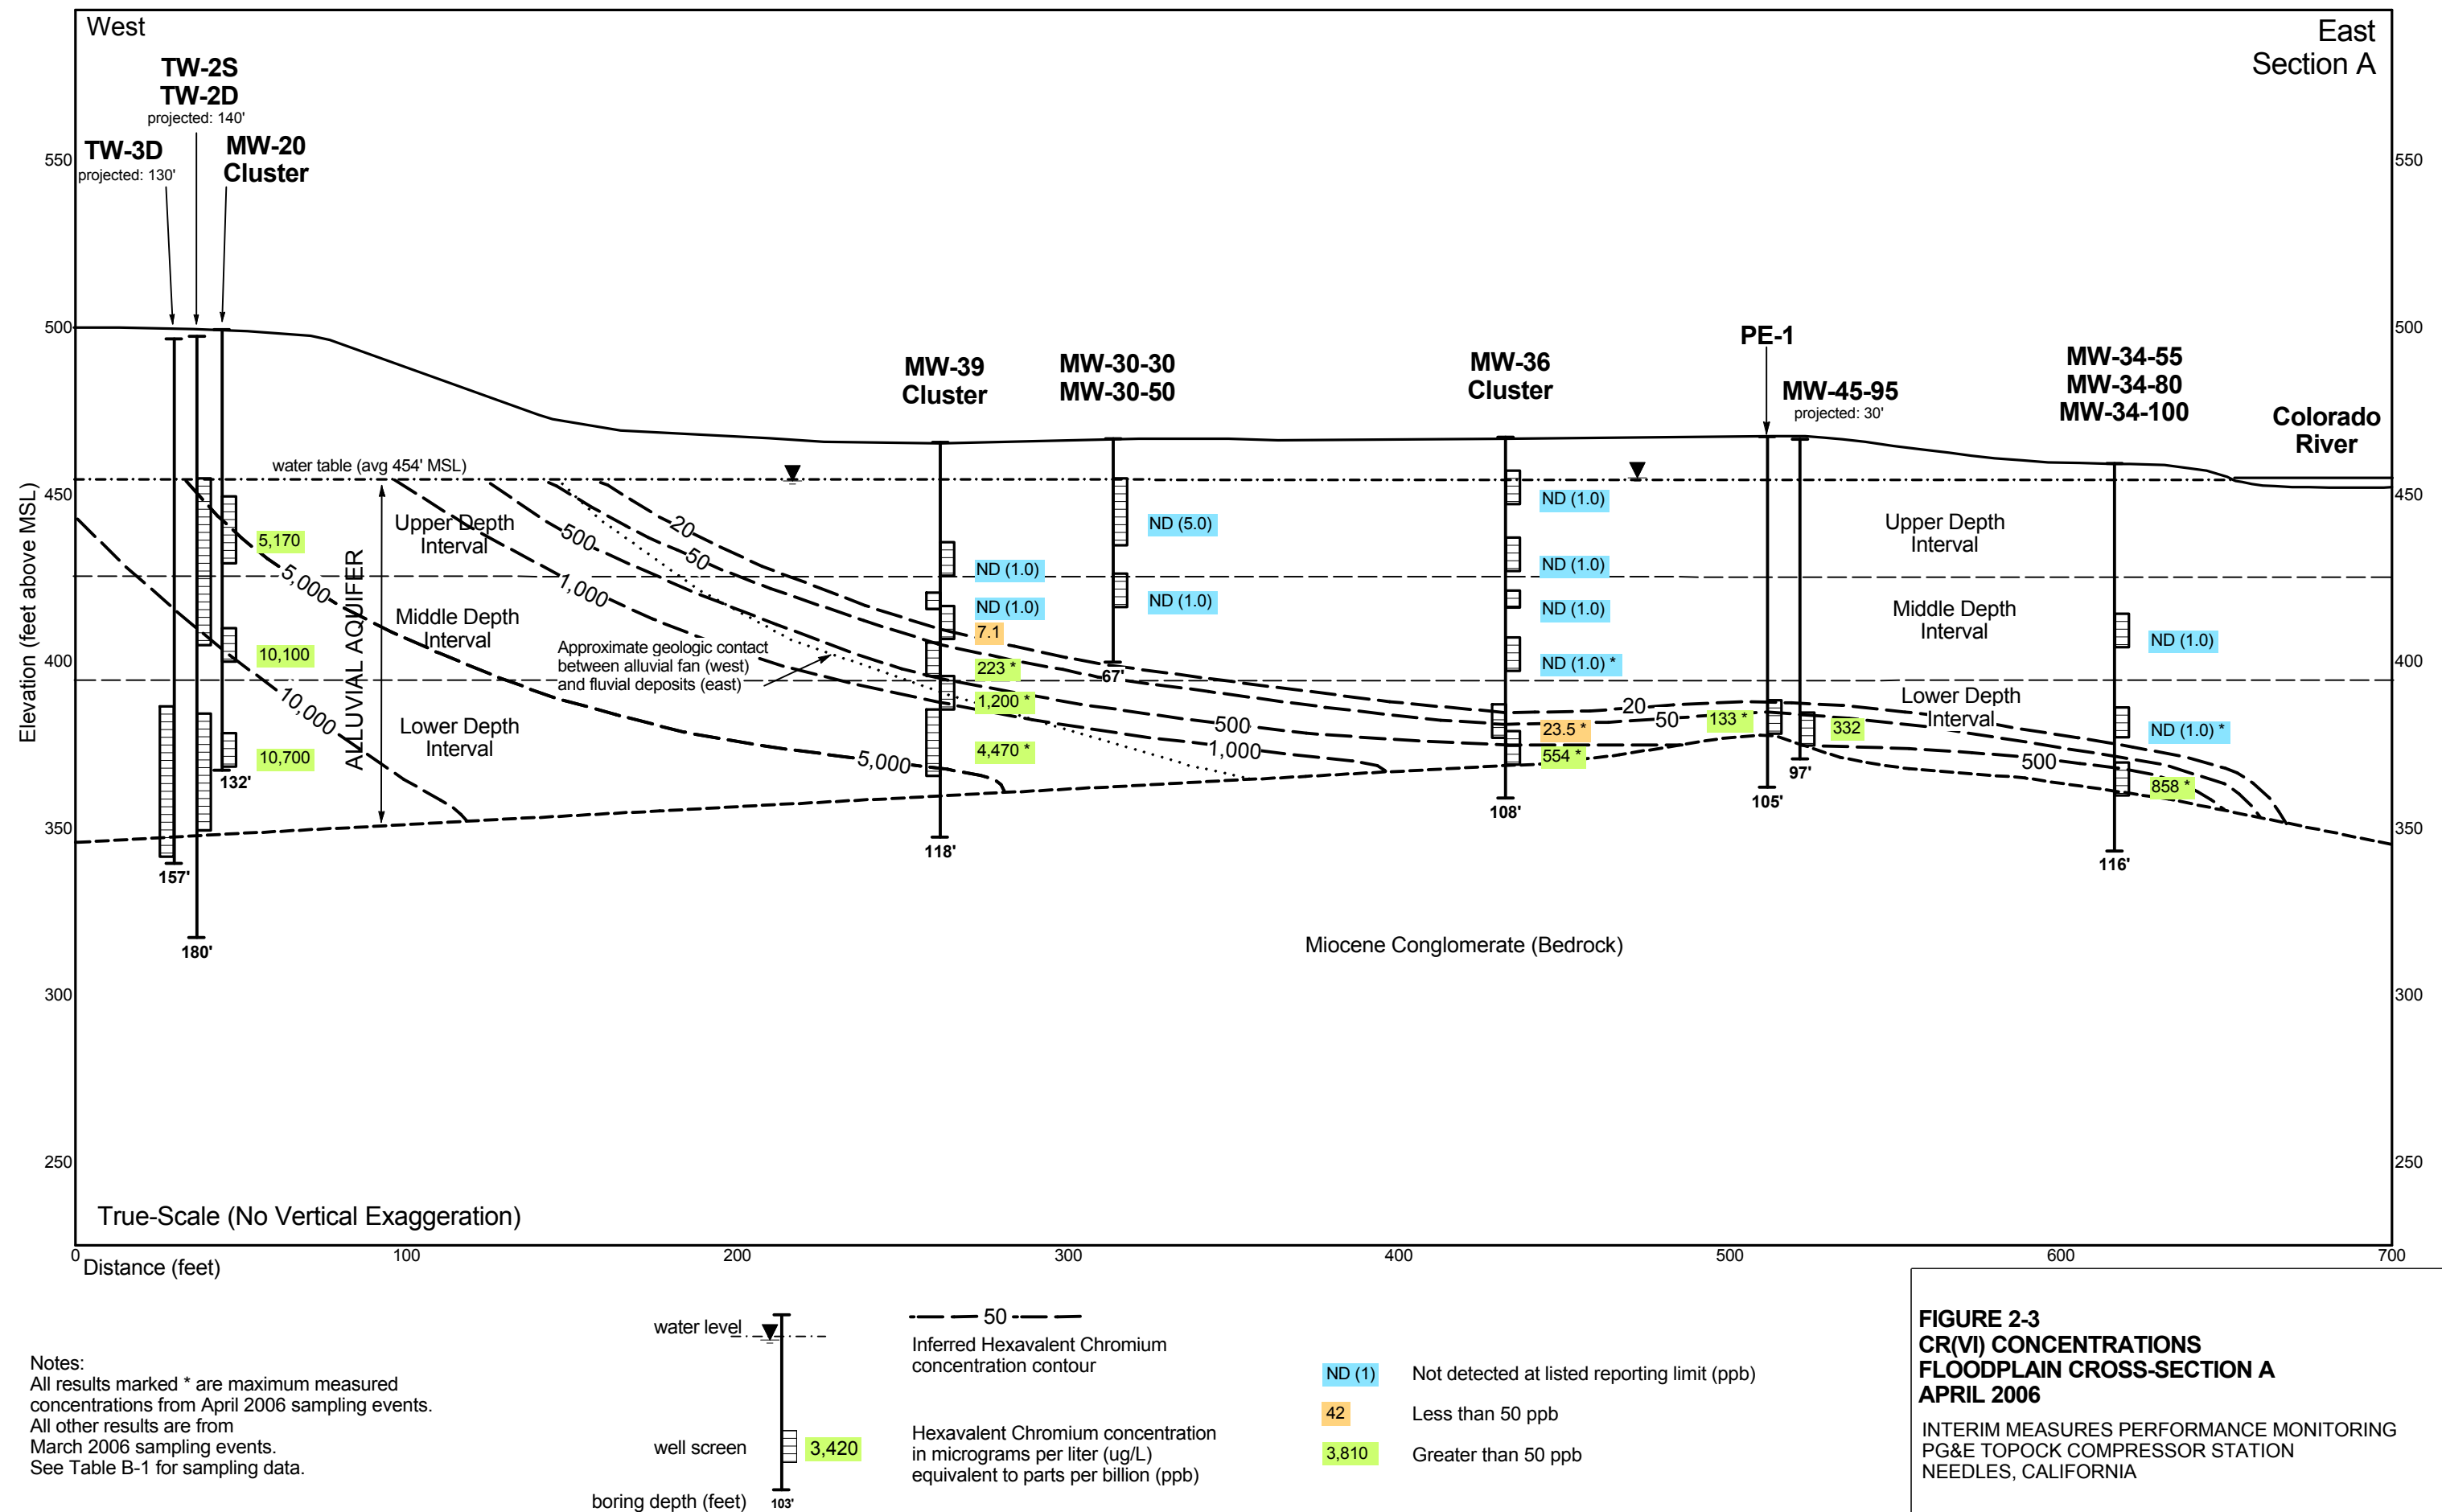 West
East
Section A
TW-2S
TW-2D
projected: 140'
TW-3D
projected: 130'
MW-20
Cluster
MW-39
Cluster
MW-30-30
MW-30-50
MW-36
Cluster
PE-1
MW-45-95
projected: 30'
MW-34-55
MW-34-80
MW-34-100
Colorado
River
Elevation (feet above MSL)
550
500
450
400
350
300
250
550
500
450
400
350
300
250
water table (avg 454' MSL)
ALLUVIAL AQUIFER
Upper Depth
Interval
Middle Depth
Interval
Lower Depth
Interval
Upper Depth
Interval
Middle Depth
Interval
Lower Depth
Interval
Approximate geologic contact
between alluvial fan (west)
and fluvial deposits (east)
5,170
10,100
10,700
5,000
10,000
1,000
500
50
20
ND (1.0)
ND (1.0)
7.1
223 *
1,200 *
4,470 *
5,000
ND (5.0)
ND (1.0)
500
1,000
ND (1.0)
ND (1.0)
ND (1.0)
ND (1.0) *
23.5 *
554 *
20
50
133 *
332
500
ND (1.0)
ND (1.0) *
858 *
157'
180'
132'
118'
67'
108'
105'
97'
116'
Miocene Conglomerate (Bedrock)
True-Scale (No Vertical Exaggeration)
0
100
200
300
400
500
600
700
Distance (feet)
Notes:
All results marked * are maximum measured
concentrations from April 2006 sampling events.
All other results are from
March 2006 sampling events.
See Table B-1 for sampling data.
water level
well screen
3,420
boring depth (feet)
103'
50
Inferred Hexavalent Chromium
concentration contour
Hexavalent Chromium concentration
in micrograms per liter (ug/L)
equivalent to parts per billion (ppb)
ND (1)
Not detected at listed reporting limit (ppb)
42
Less than 50 ppb
3,810
Greater than 50 ppb
FIGURE 2-3
CR(VI) CONCENTRATIONS
FLOODPLAIN CROSS-SECTION A
APRIL 2006
INTERIM MEASURES PERFORMANCE MONITORING
PG&E TOPOCK COMPRESSOR STATION
NEEDLES, CALIFORNIA